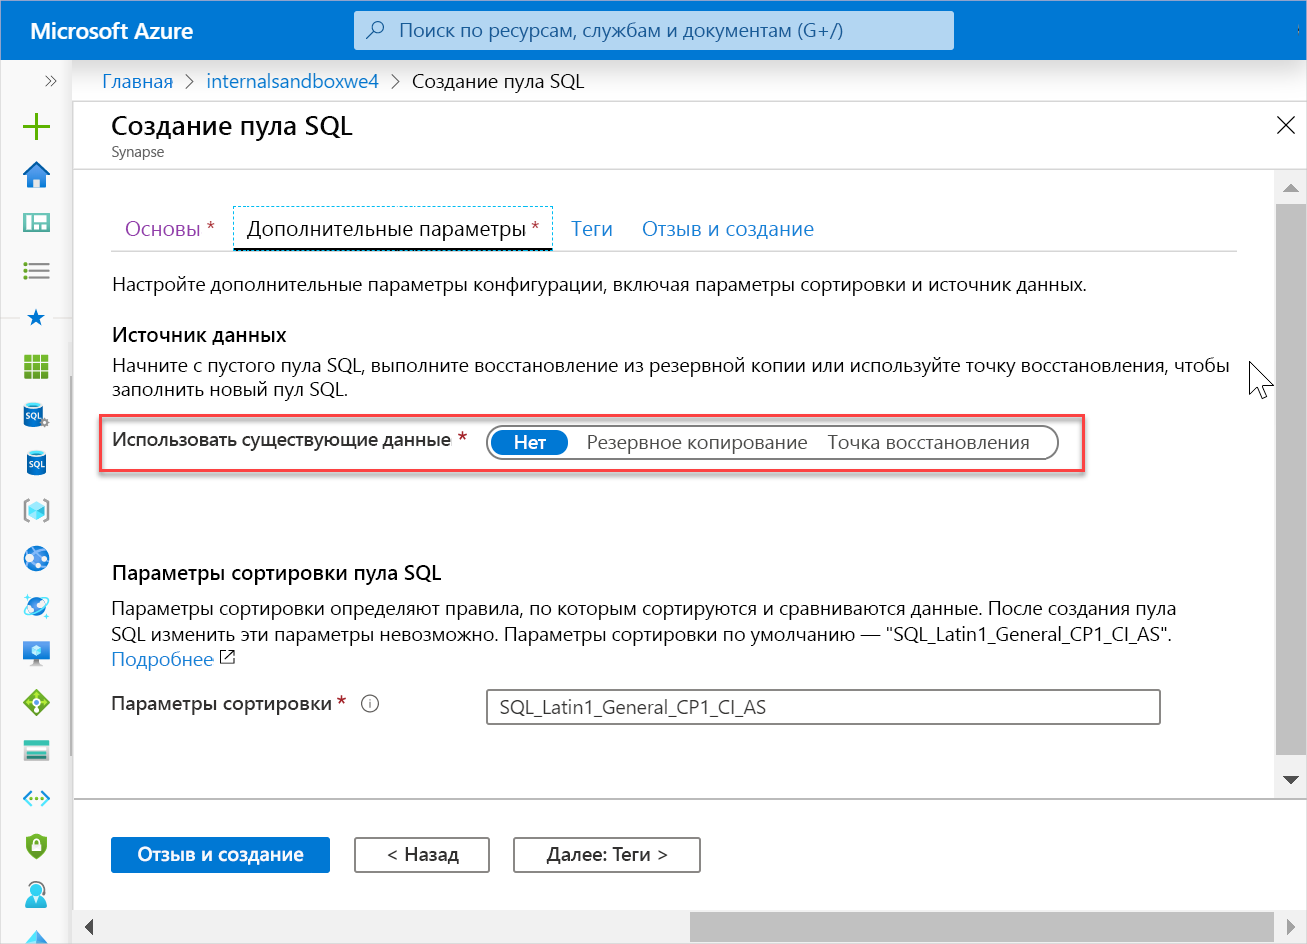 Microsoft Azure
Поиск по ресурсам, службам и документам (G+/)
Главная > internalsandboxwe4 > Создание пула SQL
Создание пула SQL
Synapse
Основы * Дополнительные параметры * Теги Отзыв и создание
Настройте дополнительные параметры конфигурации, включая параметры сортировки и источник данных.
Источник данных
Начните с пустого пула SQL, выполните восстановление из резервной копии или используйте точку восстановления, чтобы
заполнить новый пул SQL.
Использовать существующие данные * Нет Резервное копирование Точка восстановления
Параметры сортировки пула SQL
Параметры сортировки определяют правила, по которым сортируются и сравниваются данные. После создания пула
SQL изменить эти параметры невозможно. Параметры сортировки по умолчанию — "SQL_Latin1_General_CP1_CI_AS".
Подробнее
Параметры сортировки * SQL_Latin1_General_CP1_CI_AS
Отзыв и создание < Назад Далее: Теги >
SQL
SQL